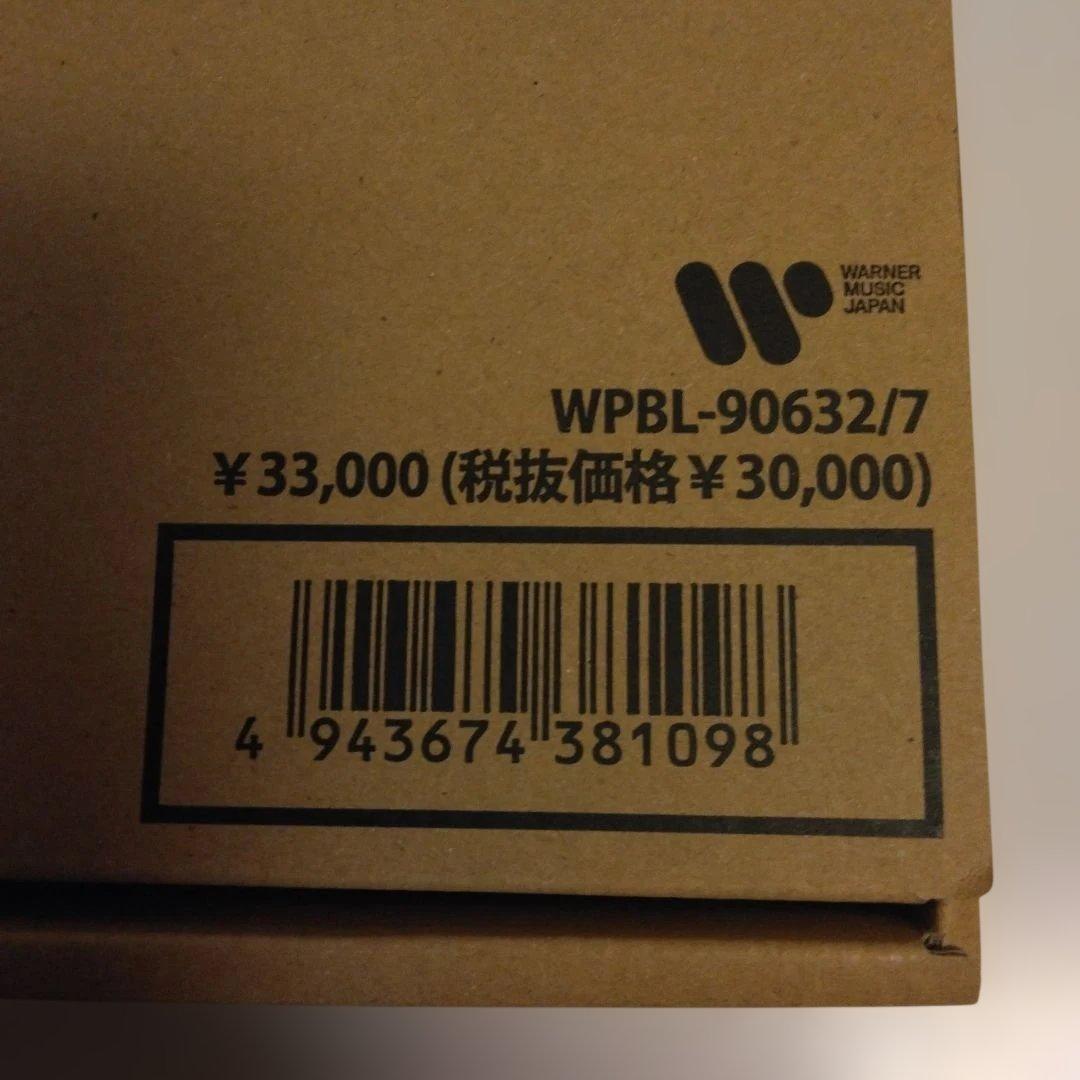 WARNER
MUSIC
JAPAN
WPBL-90632/7
¥33,000 (税抜価格¥30,000)
4 943674 381098